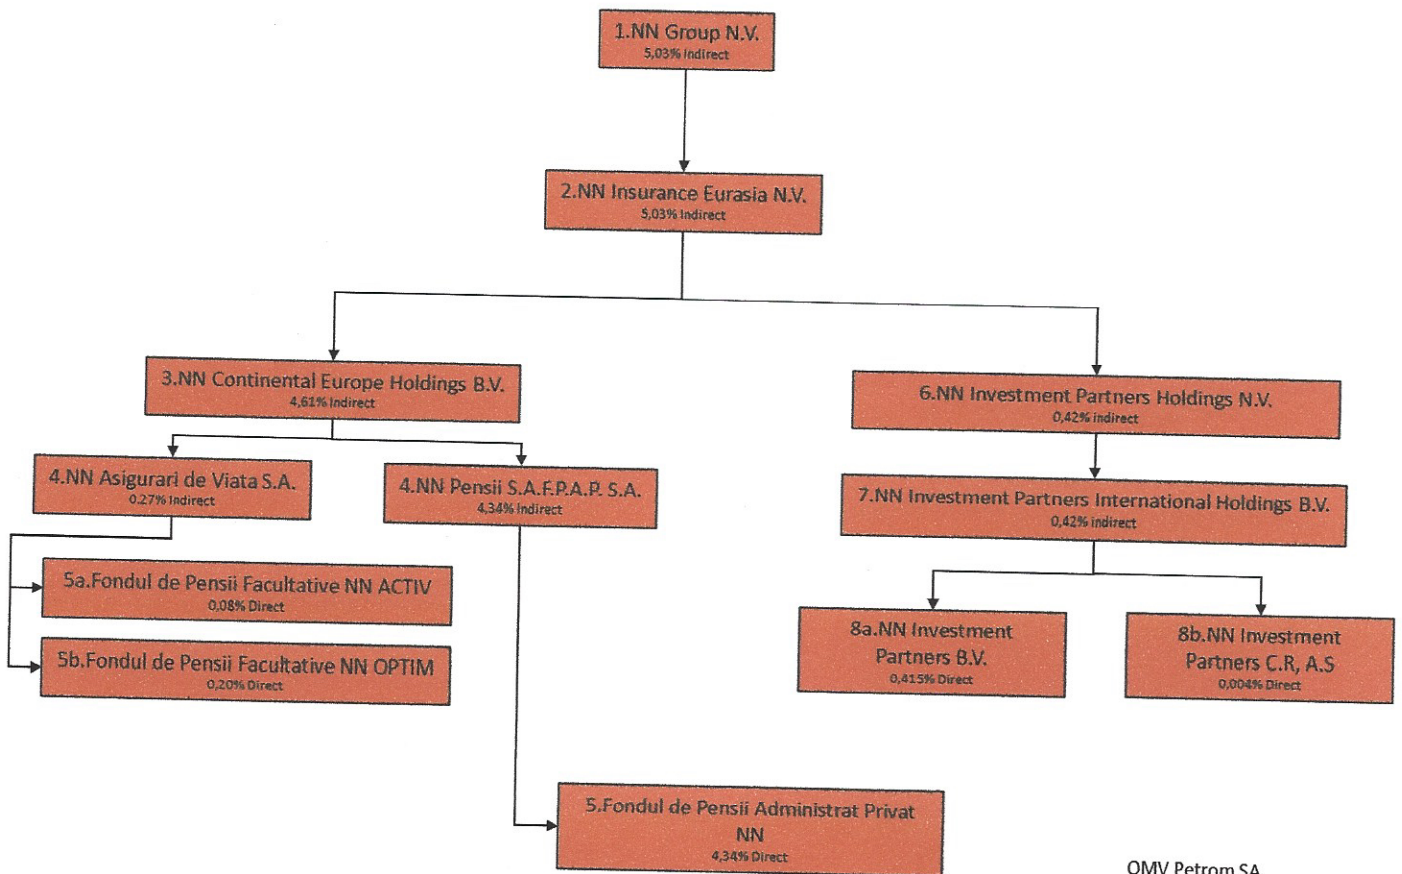 1.NN Group N.V.
5,03% Indirect
2.NN Insurance Eurasia N.V.
5,03% Indirect
3.NN Continental Europe Holdings B.V.
4,61% Indirect
6.NN Investment Partners Holdings N.V.
0,42% indirect
4.NN Asigurari de Viata S.A.
0.27% Indirect
4.NN Pensii S.A.F.P.A.P. S.A.
4,34% Indirect
7.NN Investment Partners International Holdings B.V.
0,42% indirect
5a.Fondul de Pensii Facultative NN ACTIV
0,08% Direct
5b.Fondul de Pensii Facultative NN OPTIM
0,20% Direct
8a.NN Investment
Partners B.V.
0,415% Direct
8b.NN Investment
Partners C.R, A.S
0,004% Direct
5.Fondul de Pensii Administrat Privat
NN
4,34% Direct
OMV Petrom SA